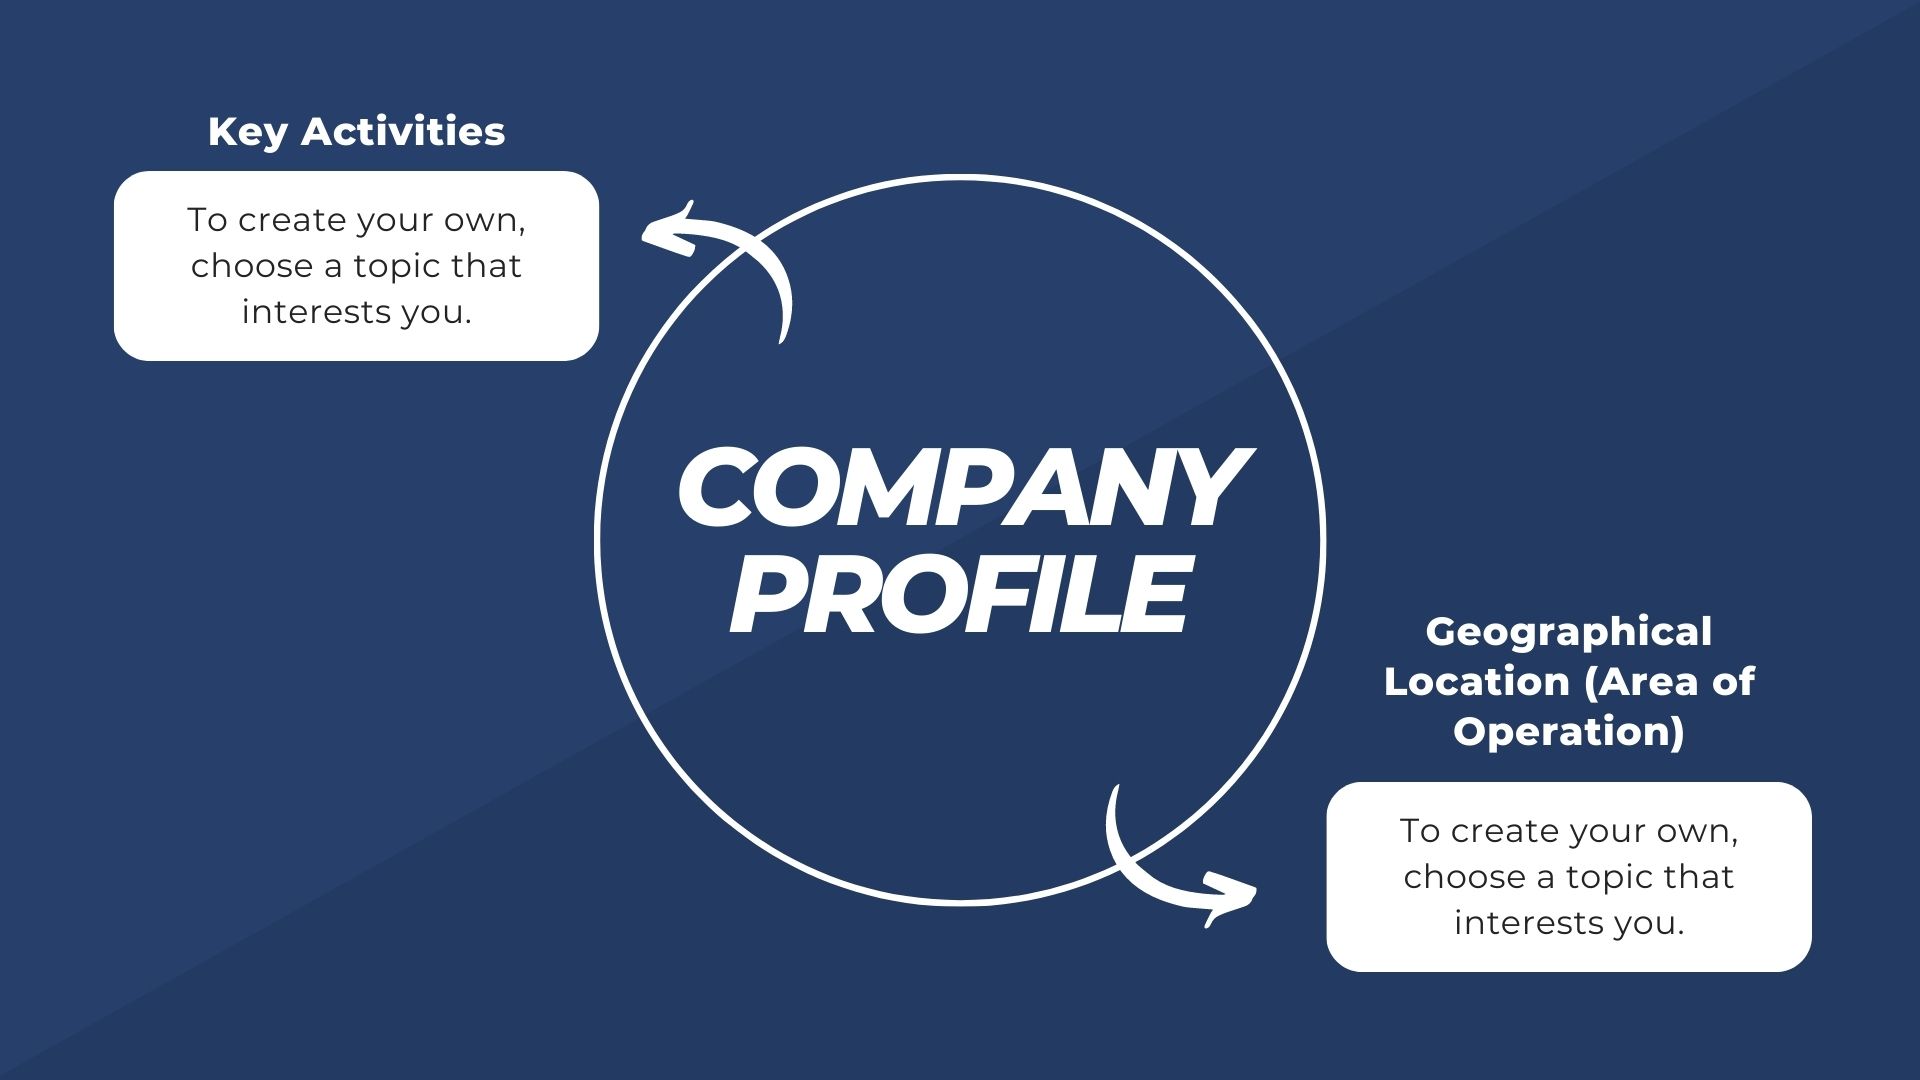 Key Activities
To create your own,
choose a topic that
interests you.
COMPANY
PROFILE
Geographical
Location (Area of
Operation)
To create your own,
choose a topic that
interests you.